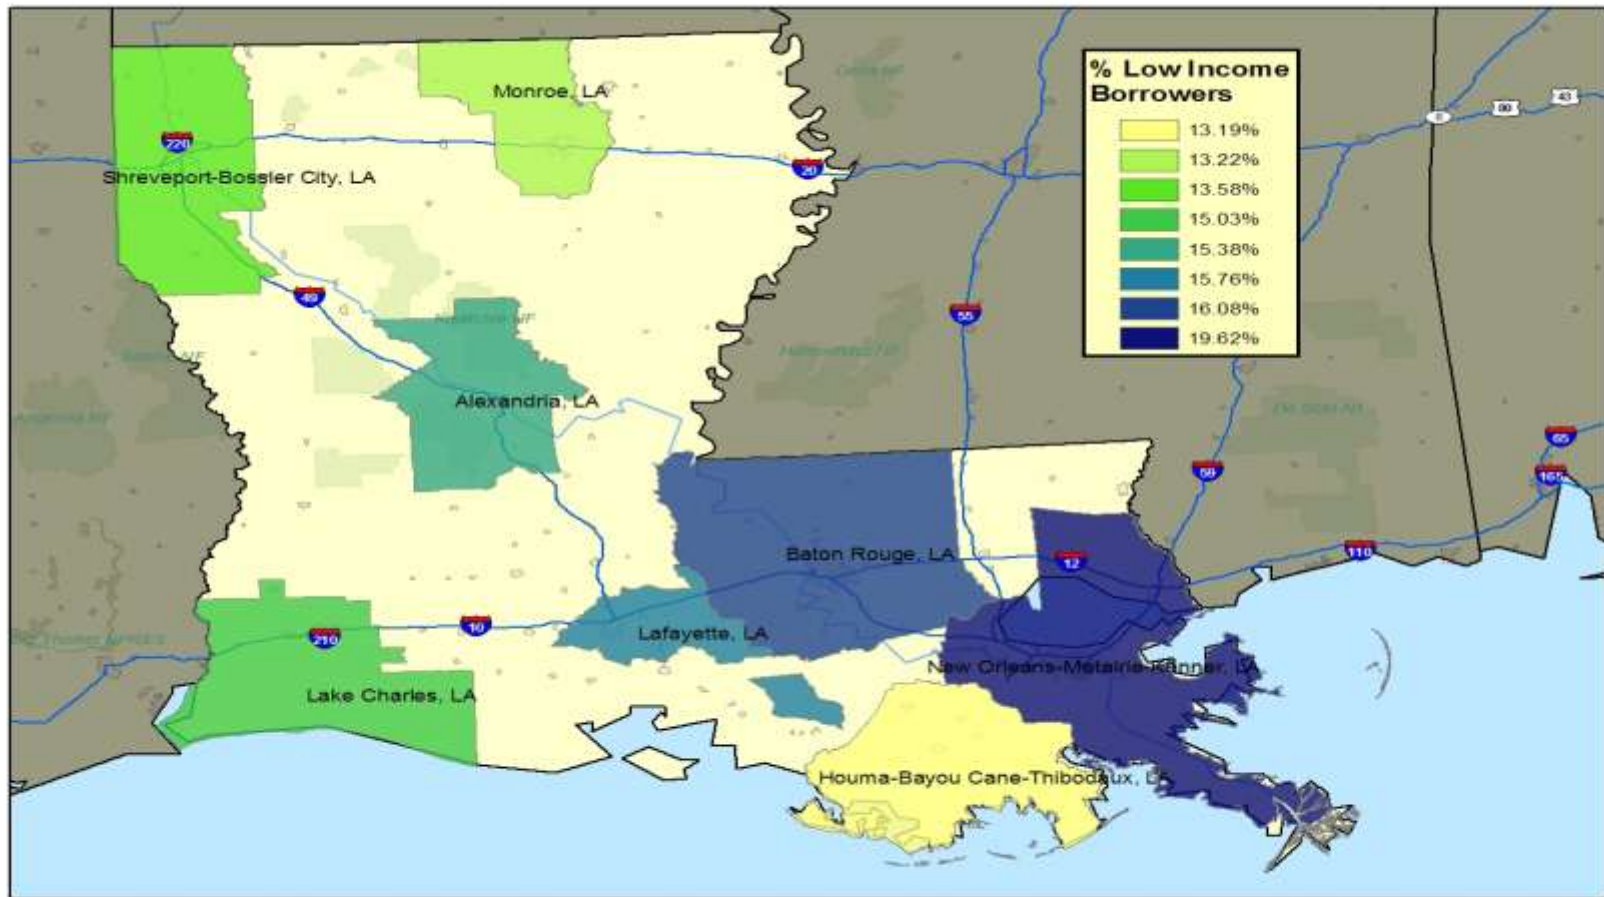 % Low Income
Borrowers
13.19%
13.22%
13.58%
15.03%
15.38%
15.76%
16.08%
19.62%
Monroe, LA
43
80
220
20
Shreveport-Bossier City, LA
49
55
Alexandria, LA
65
59
165
Baton Rouge, LA
12
110
210
10
Lafayette, LA
New Orleans-Metairie-Kenner, LA
Lake Charles, LA
Houma-Bayou Cane-Thibodaux, LA